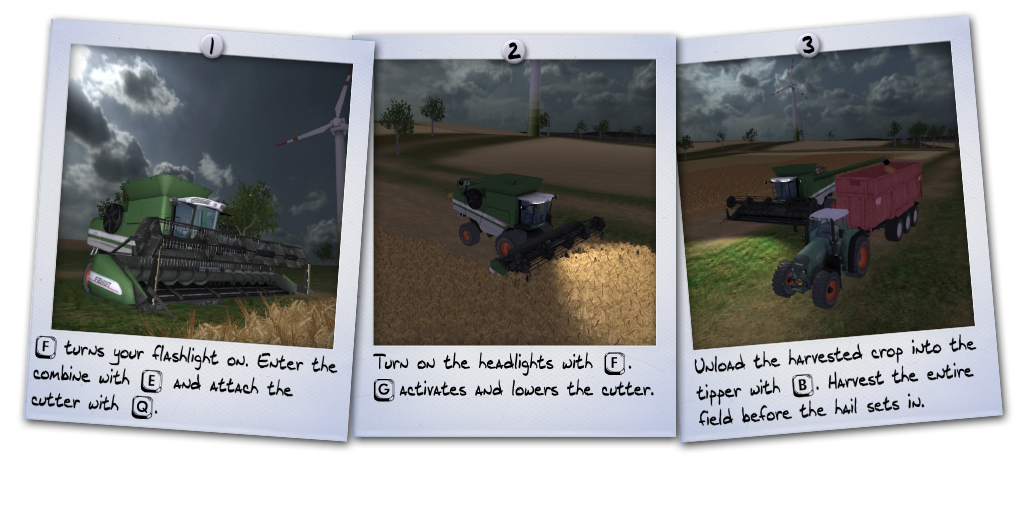 1
F turns your flashlight on. Enter the
combine with E and attach the
cutter with Q.
2
Turn on the headlights with F.
G activates and lowers the cutter.
3
Unload the harvested crop into the
tipper with B. Harvest the entire
field before the hail sets in.